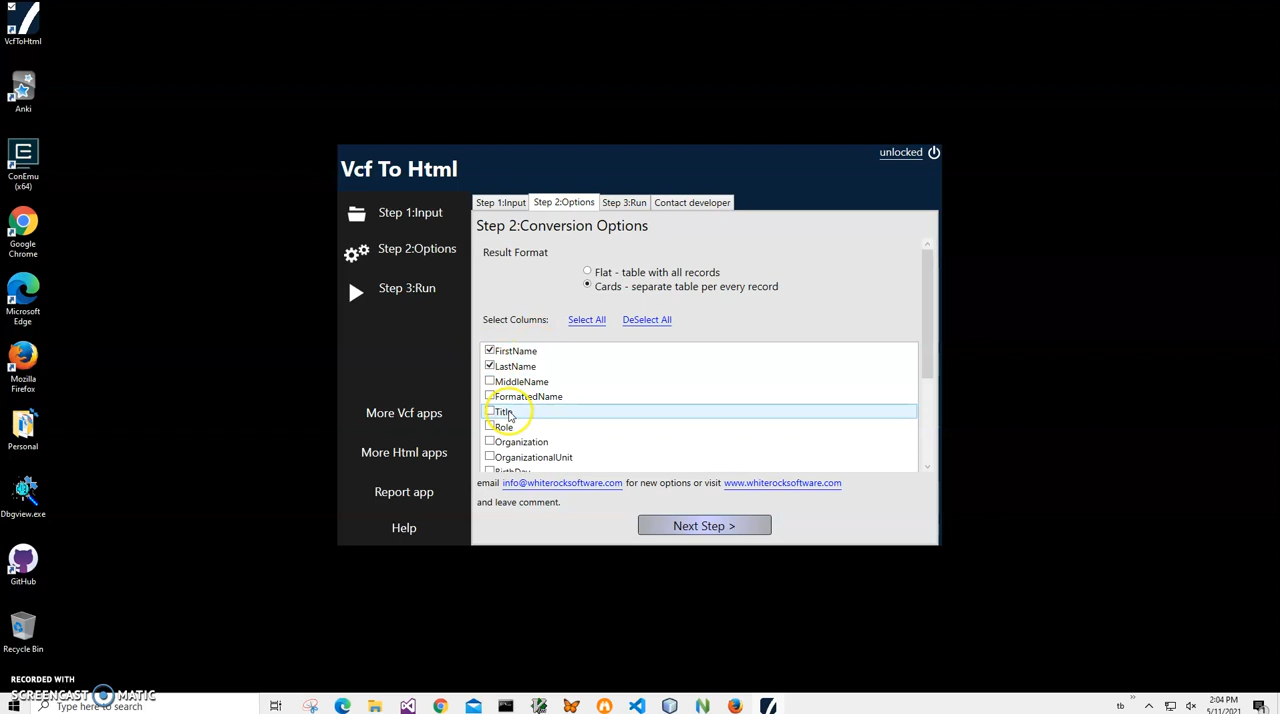 VcfToHtml
Anki
ConEmu
(x64)
Google
Chrome
Microsoft
Edge
Mozilla
Firefox
Personal
Dbgview.exe
GitHub
Recycle Bin
Vcf To Html
unlocked
Step 1:Input
Step 2:Options
Step 3:Run
More Vcf apps
More Html apps
Report app
Help
Step 1:Input Step 2:Options Step 3:Run Contact developer
Step 2:Conversion Options
Result Format
Flat - table with all records
Cards - separate table per every record
Select Columns: Select All DeSelect All
FirstName
LastName
MiddleName
FormattedName
Title
Role
Organization
OrganizationalUnit
BirthDay
email info@whiterocksoftware.com for new options or visit www.whiterocksoftware.com
and leave comment.
Next Step >
RECORDED WITH
SCREENCAST MATIC
Type here to search
tb
2:04 PM
5/11/2021